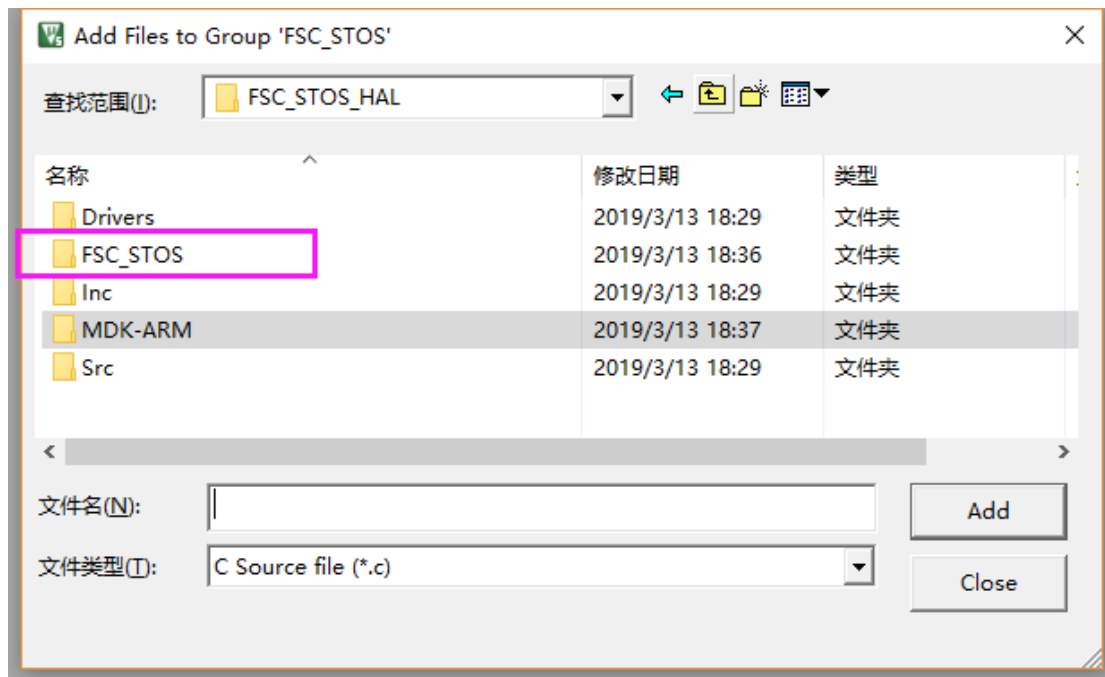 Add Files to Group 'FSC_STOS'
查找范围(I): FSC_STOS_HAL
名称 修改日期 类型
Drivers 2019/3/13 18:29 文件夹
FSC_STOS 2019/3/13 18:36 文件夹
Inc 2019/3/13 18:29 文件夹
MDK-ARM 2019/3/13 18:37 文件夹
Src 2019/3/13 18:29 文件夹
文件名(N): Add
文件类型(T): C Source file (*.c) Close